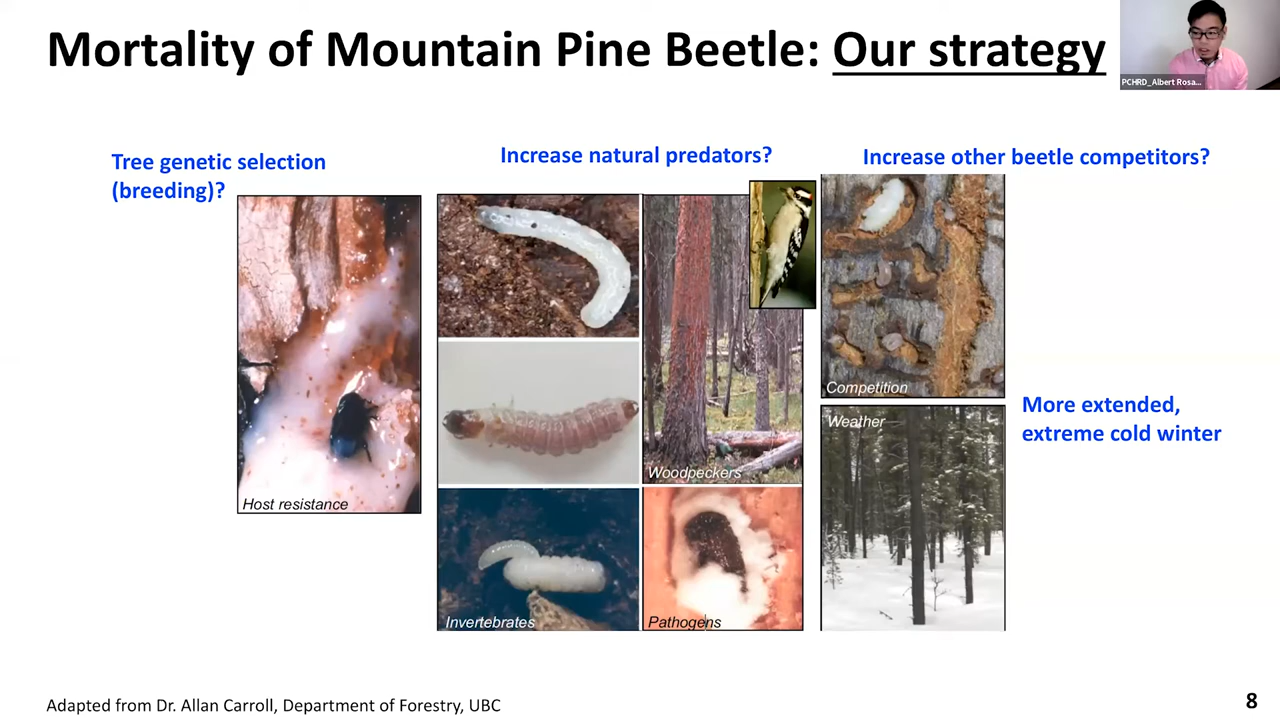 Mortality of Mountain Pine Beetle: Our strategy
PCHRD_Albert Rosa...
Tree genetic selection
(breeding)?
Increase natural predators?
Increase other beetle competitors?
Host resistance
Invertebrates
Woodpeckers
Pathogens
Competition
Weather
More extended,
extreme cold winter
Adapted from Dr. Allan Carroll, Department of Forestry, UBC
8